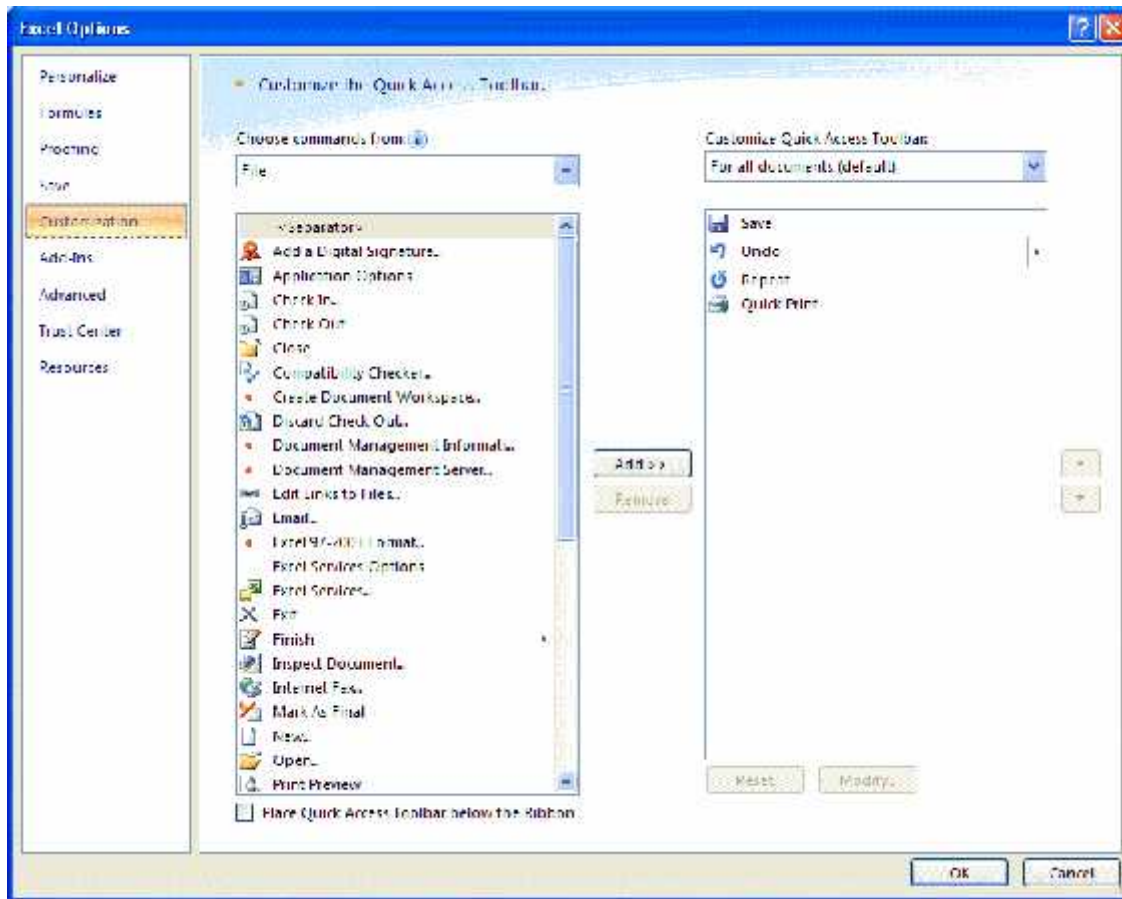 Excel Options
Personalize
Formulas
Proofing
Save
Customization
Add-Ins
Advanced
Trust Center
Resources
Customize the Quick Access Toolbar.
Choose commands from:
File
<Separator>
Add a Digital Signature...
Application Options
Check In...
Check Out
Close
Compatibility Checker...
Create Document Workspace...
Discard Check Out...
Document Management Informati...
Document Management Server...
Edit Links to Files...
Email...
Excel 97-2003 Format...
Excel Services Options
Excel Services...
Exit
Finish
Inspect Document...
Internet Fax...
Mark As Final
New...
Open...
Print Preview
Place Quick Access Toolbar below the Ribbon
Add >>
Remove
Customize Quick Access Toolbar:
For all documents (default)
Save
Undo
Repeat
Quick Print
Reset
Modify...
OK
Cancel